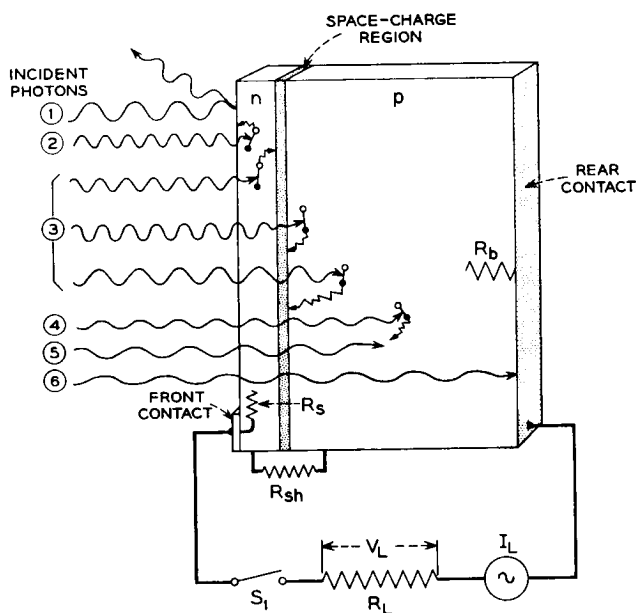 SPACE-CHARGE
REGION
INCIDENT
PHOTONS
n
p
1
2
REAR
CONTACT
3
Rb
4
5
6
FRONT
CONTACT
Rs
Rsh
VL
IL
S1
RL